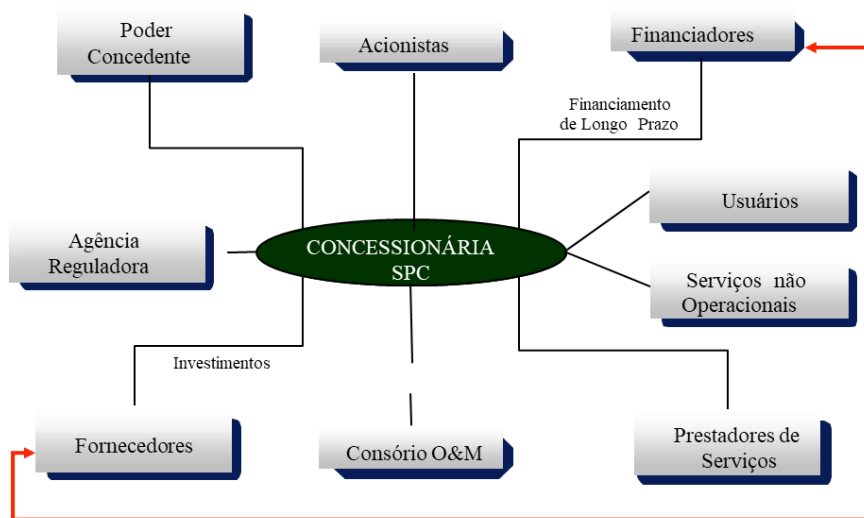 Poder
Concedente
Acionistas
Financiadores
Financiamento
de Longo Prazo
Usuários
Agência
Reguladora
CONCESSIONÁRIA
SPC
Serviços não
Operacionais
Investimentos
Fornecedores
Consório O&M
Prestadores de
Serviços